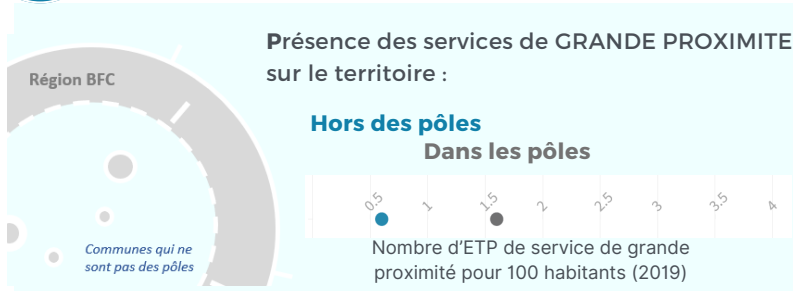 Présence des services de GRANDE PROXIMITE
sur le territoire :
Région BFC
Hors des pôles
Dans les pôles
0.5 1 1.5 2 2.5 3 3.5 4
Communes qui ne
sont pas des pôles
Nombre d'ETP de service de grande
proximité pour 100 habitants (2019)